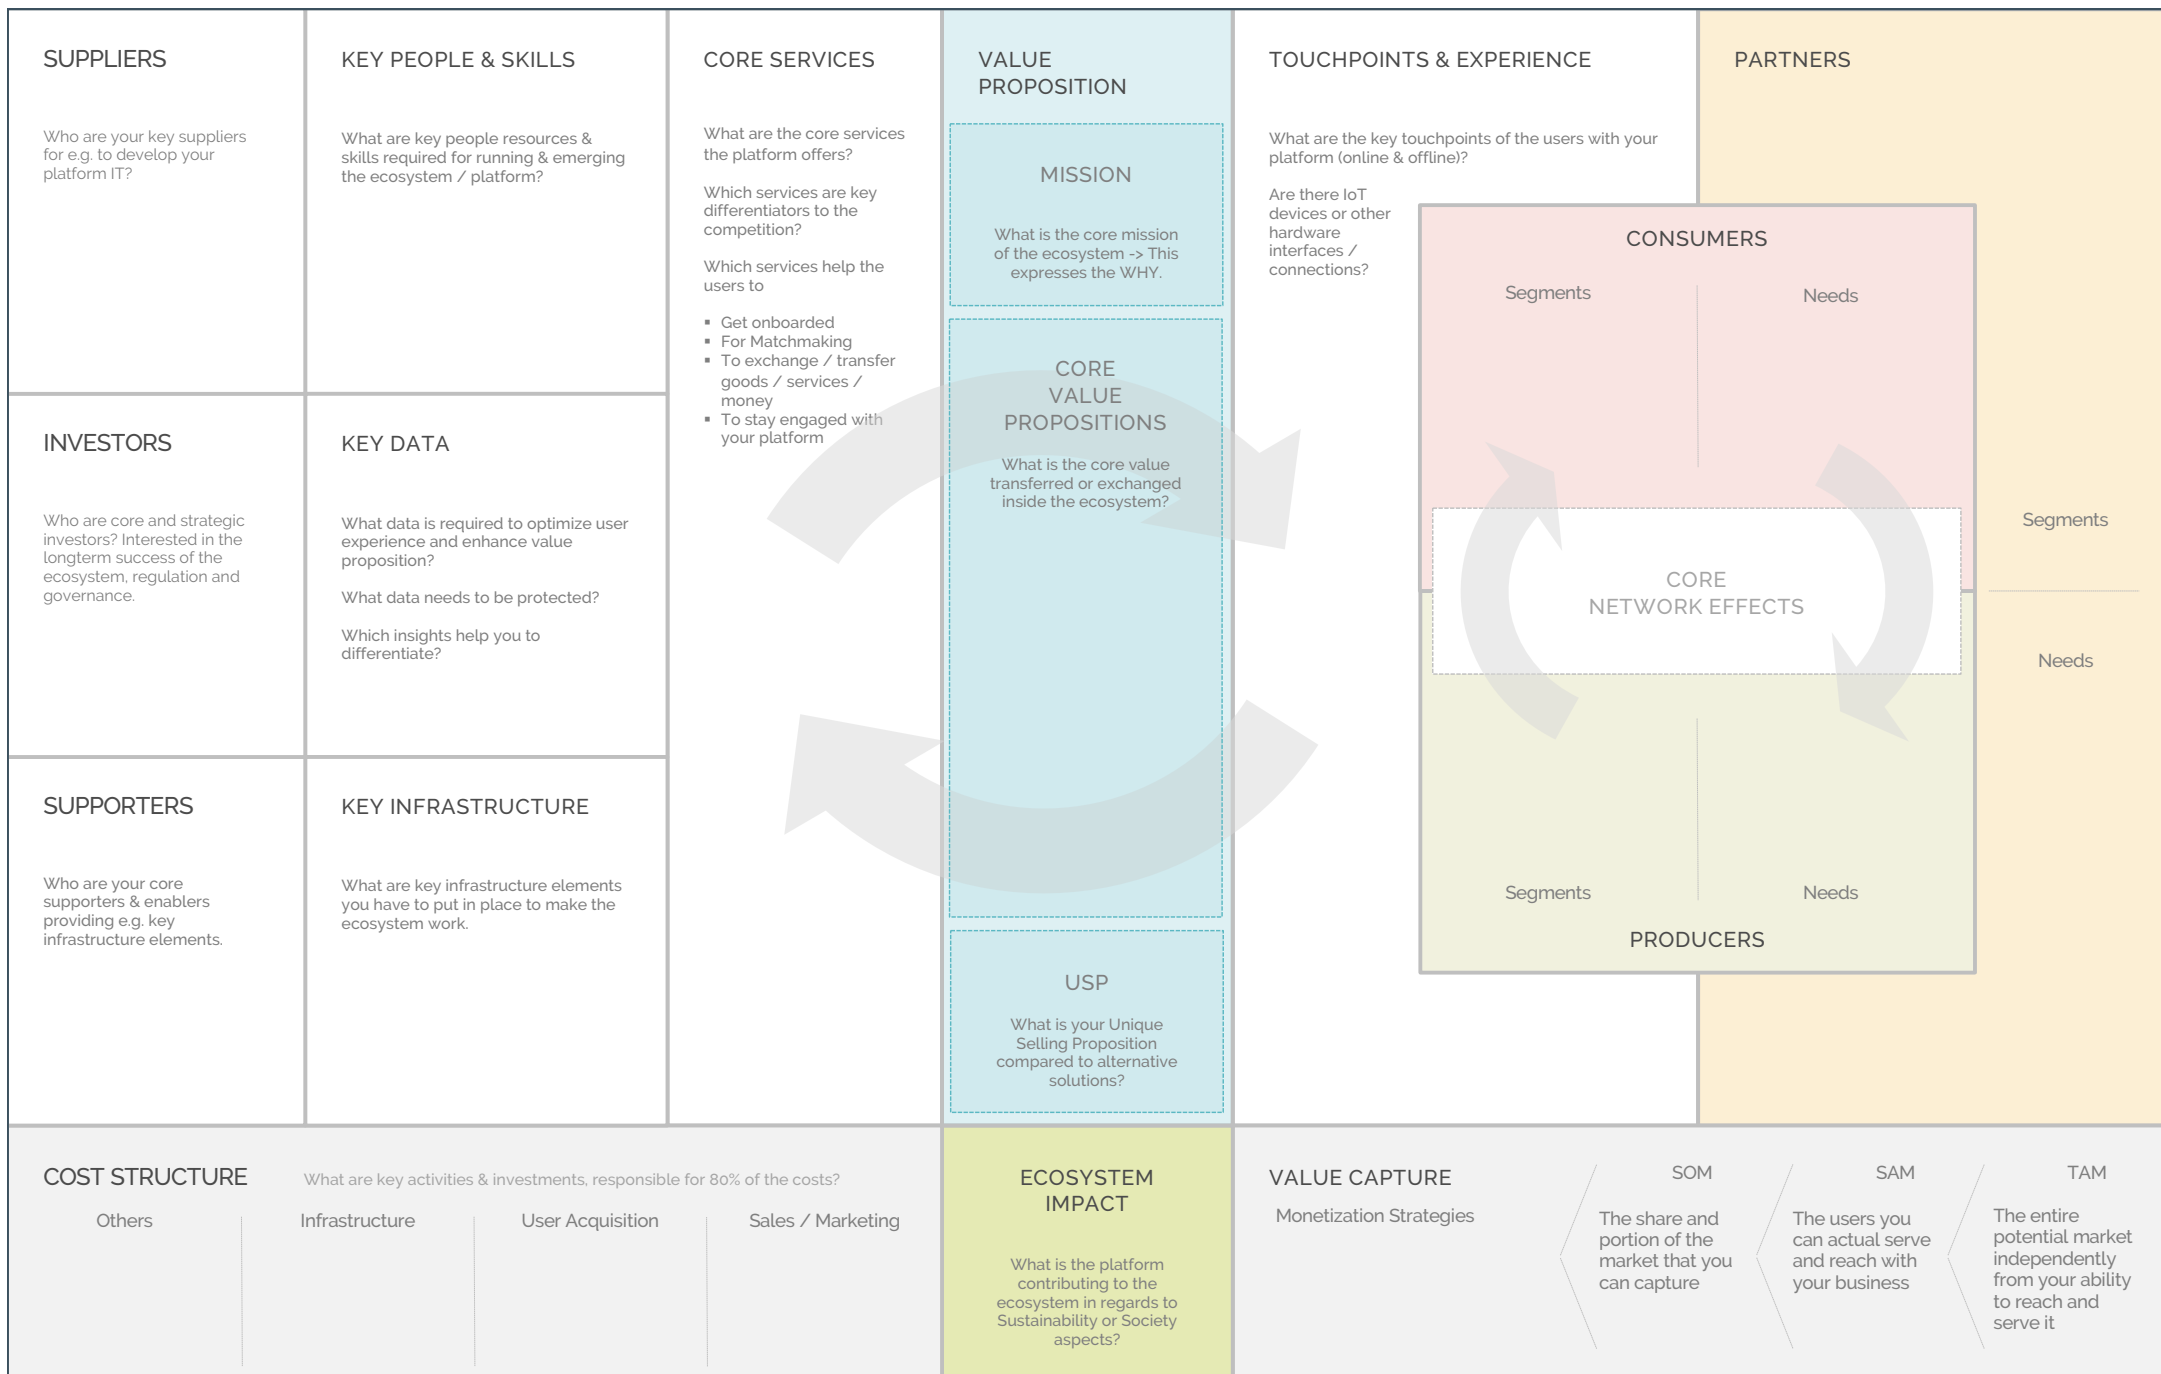 SUPPLIERS
Who are your key suppliers
for e.g. to develop your
platform IT?
KEY PEOPLE & SKILLS
What are key people resources &
skills required for running & emerging
the ecosystem / platform?
CORE SERVICES
What are the core services
the platform offers?
Which services are key
differentiators to the
competition?
Which services help the
users to
▪ Get onboarded
▪ For Matchmaking
▪ To exchange / transfer
goods / services /
money
▪ To stay engaged with
your platform
VALUE
PROPOSITION
MISSION
What is the core mission
of the ecosystem -> This
expresses the WHY.
CORE
VALUE
PROPOSITIONS
What is the core value
transferred or exchanged
inside the ecosystem?
USP
What is your Unique
Selling Proposition
compared to alternative
solutions?
TOUCHPOINTS & EXPERIENCE
What are the key touchpoints of the users with your
platform (online & offline)?
Are there IoT
devices or other
hardware
interfaces /
connections?
PARTNERS
Segments
Needs
CONSUMERS
Segments
Needs
CORE
NETWORK EFFECTS
Segments
Needs
PRODUCERS
INVESTORS
Who are core and strategic
investors? Interested in the
longterm success of the
ecosystem, regulation and
governance.
KEY DATA
What data is required to optimize user
experience and enhance value
proposition?
What data needs to be protected?
Which insights help you to
differentiate?
SUPPORTERS
Who are your core
supporters & enablers
providing e.g. key
infrastructure elements.
KEY INFRASTRUCTURE
What are key infrastructure elements
you have to put in place to make the
ecosystem work.
COST STRUCTURE
What are key activities & investments, responsible for 80% of the costs?
Others
Infrastructure
User Acquisition
Sales / Marketing
ECOSYSTEM
IMPACT
What is the platform
contributing to the
ecosystem in regards to
Sustainability or Society
aspects?
VALUE CAPTURE
Monetization Strategies
SOM
The share and
portion of the
market that you
can capture
SAM
The users you
can actual serve
and reach with
your business
TAM
The entire
potential market
independently
from your ability
to reach and
serve it